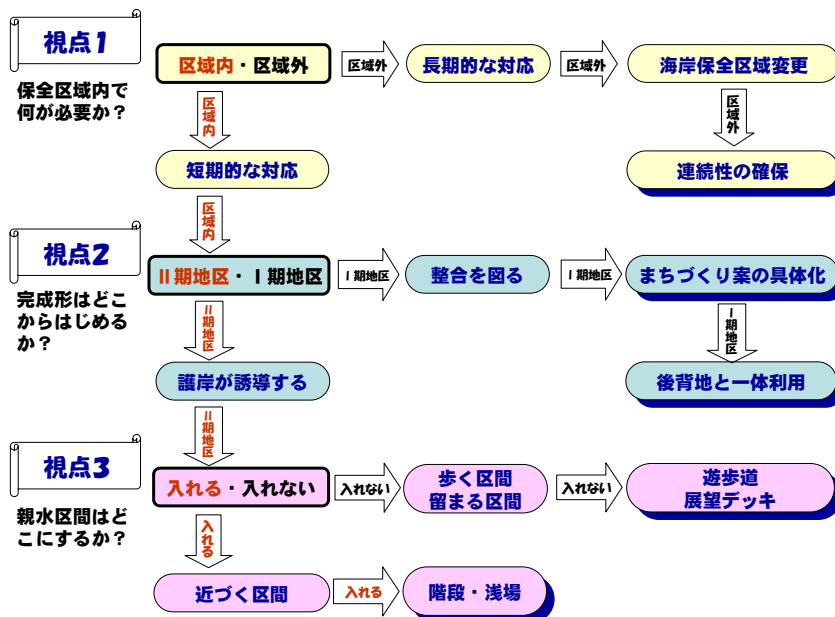 視点1
保全区域内で
何が必要か？
区域内・区域外
区域外
長期的な対応
区域外
海岸保全区域変更
区域内
区域外
短期的な対応
連続性の確保
区域内
視点2
完成形はどこ
からはじめる
か？
Ⅱ期地区・Ⅰ期地区
Ⅰ期地区
整合を図る
Ⅰ期地区
まちづくり案の具体化
Ⅱ期地区
Ⅰ期地区
護岸が誘導する
後背地と一体利用
Ⅱ期地区
視点3
親水区間はど
こにするか？
入れる・入れない
入れない
歩く区間
留まる区間
入れない
遊歩道
展望デッキ
入れる
近づく区間
入れる
階段・浅場